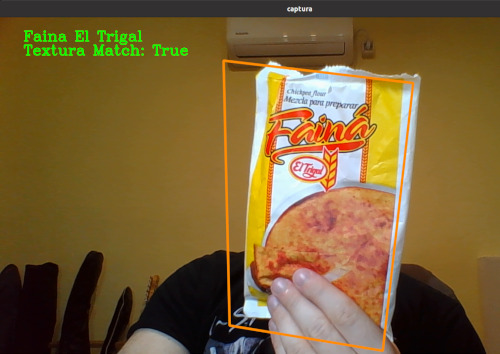 captura
Faina El Trigal
Textura Match: True
Chickpea flour
Mezcla para preparar
Fainá
El Trigal